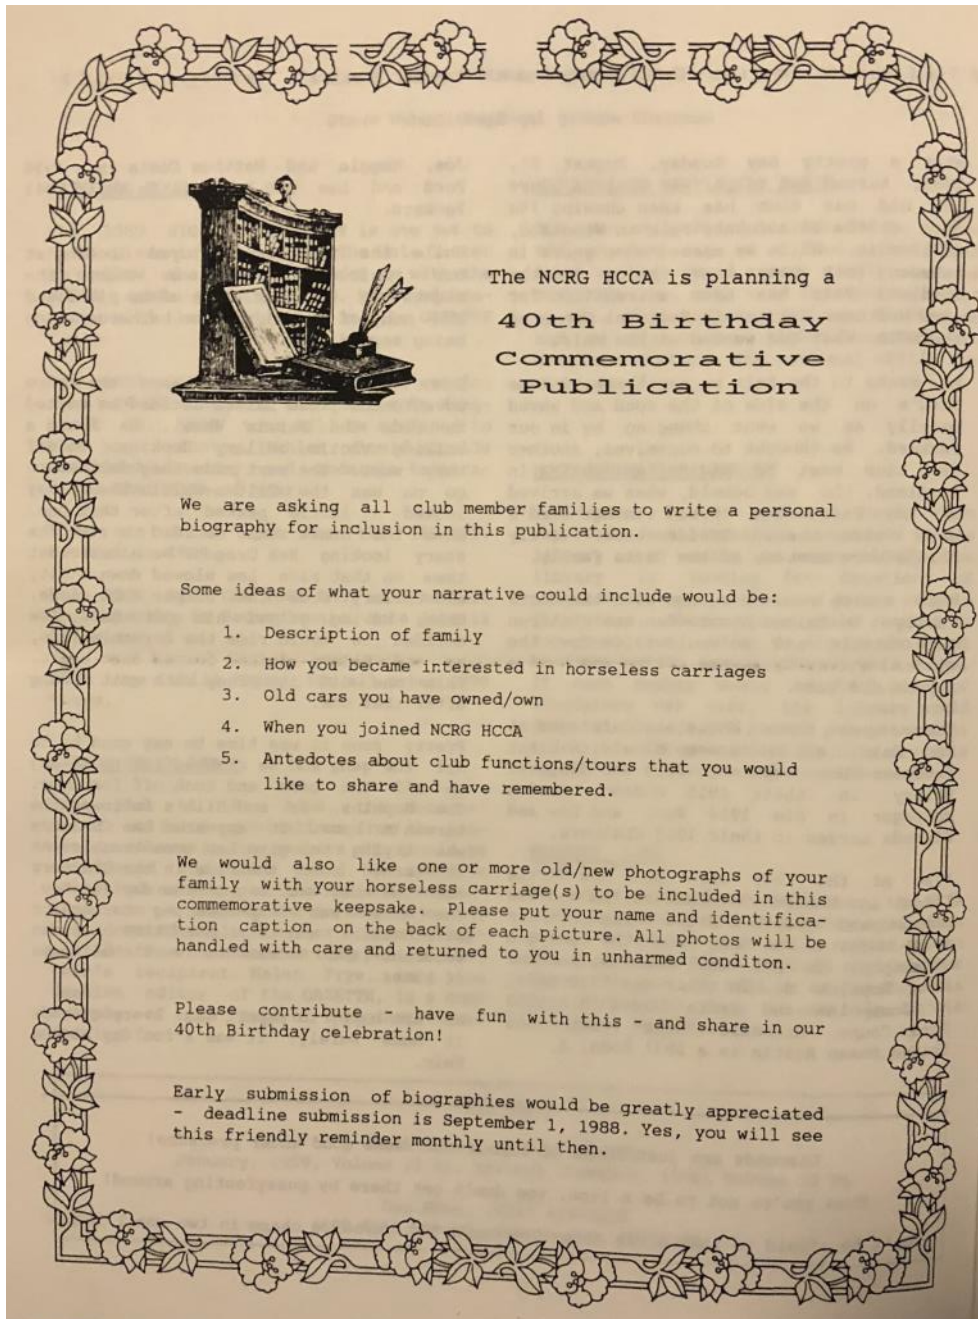 The NCRG HCCA is planning a
40th Birthday
Commemorative
Publication
We are asking all club member families to write a personal
biography for inclusion in this publication.
Some ideas of what your narrative could include would be:
1. Description of family
2. How you became interested in horseless carriages
3. Old cars you have owned/own
4. When you joined NCRG HCCA
5. Antedotes about club functions/tours that you would
like to share and have remembered.
We would also like one or more old/new photographs of your
family with your horseless carriage(s) to be included in this
commemorative keepsake. Please put your name and identifica-
tion caption on the back of each picture. All photos will be
handled with care and returned to you in unharmed conditon.
Please contribute - have fun with this - and share in our
40th Birthday celebration!
Early submission of biographies would be greatly appreciated
- deadline submission is September 1, 1988. Yes, you will see
this friendly reminder monthly until then.